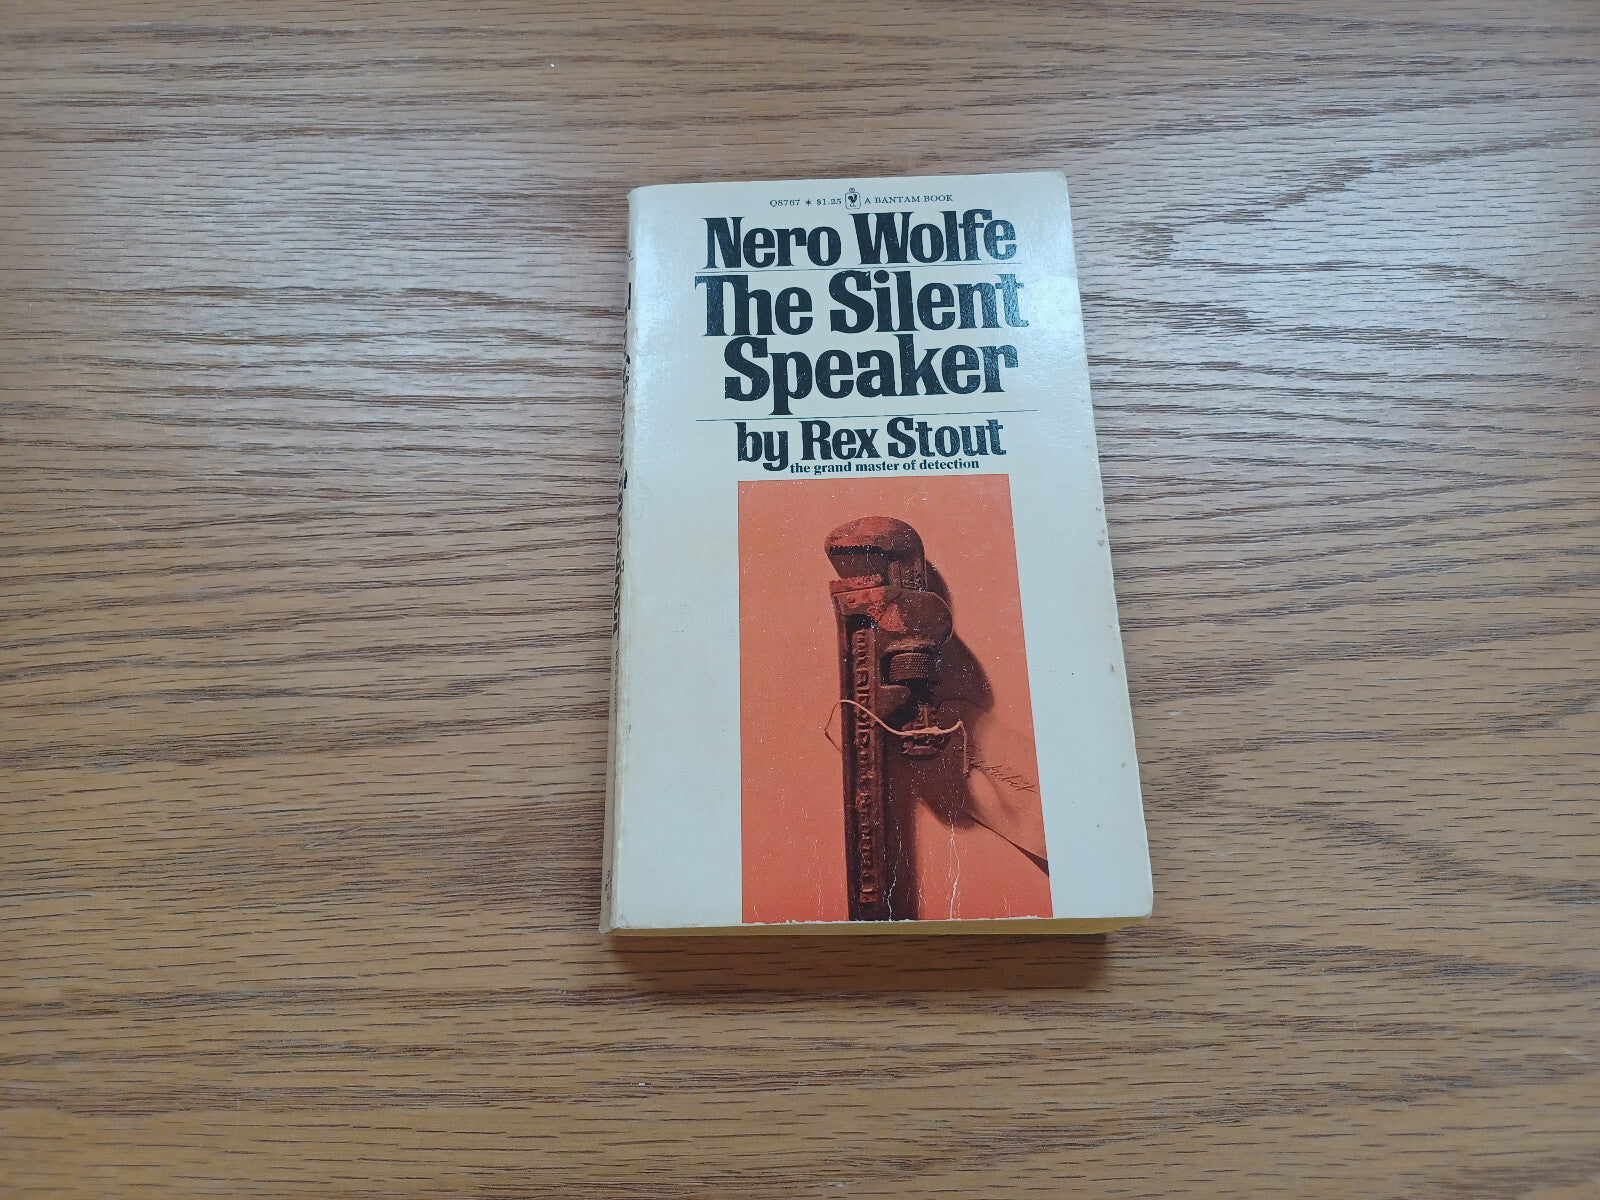 Q8767 * $1.25 A BANTAM BOOK
Nero Wolfe
The Silent
Speaker
by Rex Stout
the grand master of detection